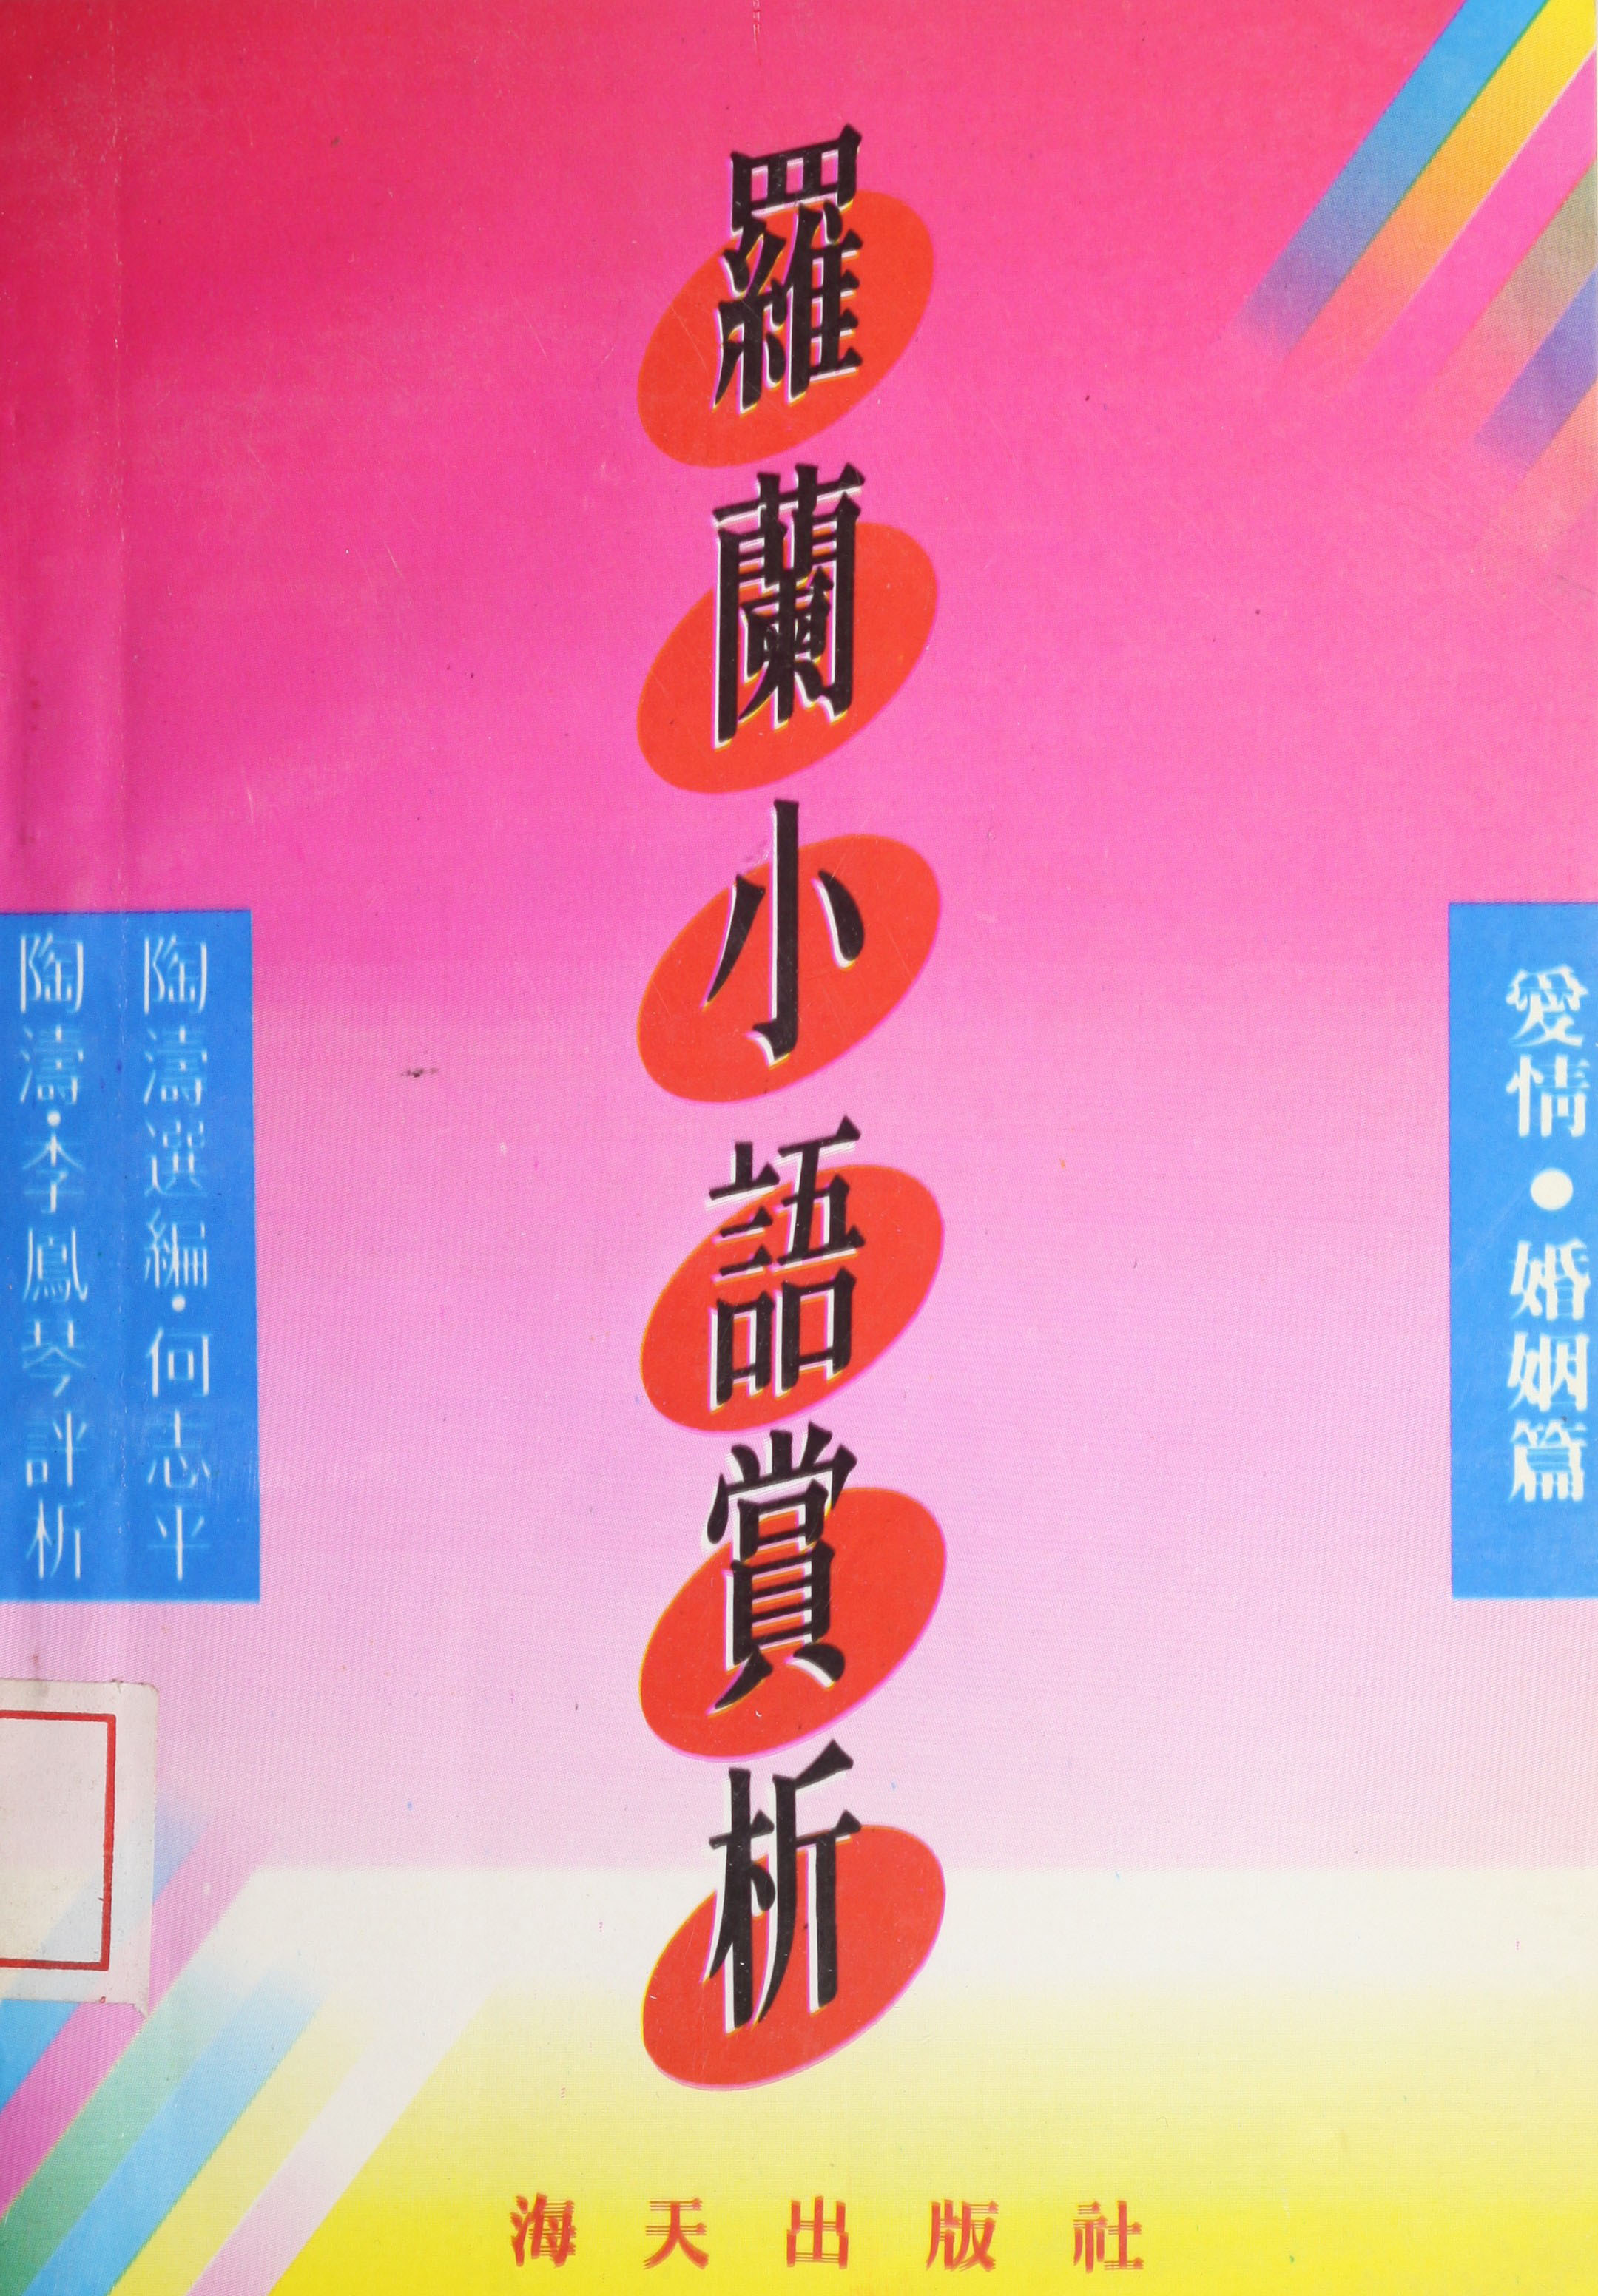 愛情●婚姻篇
羅蘭小語賞析
陶濤選編·何志平
陶濤·李鳳琴評析
海天出版社